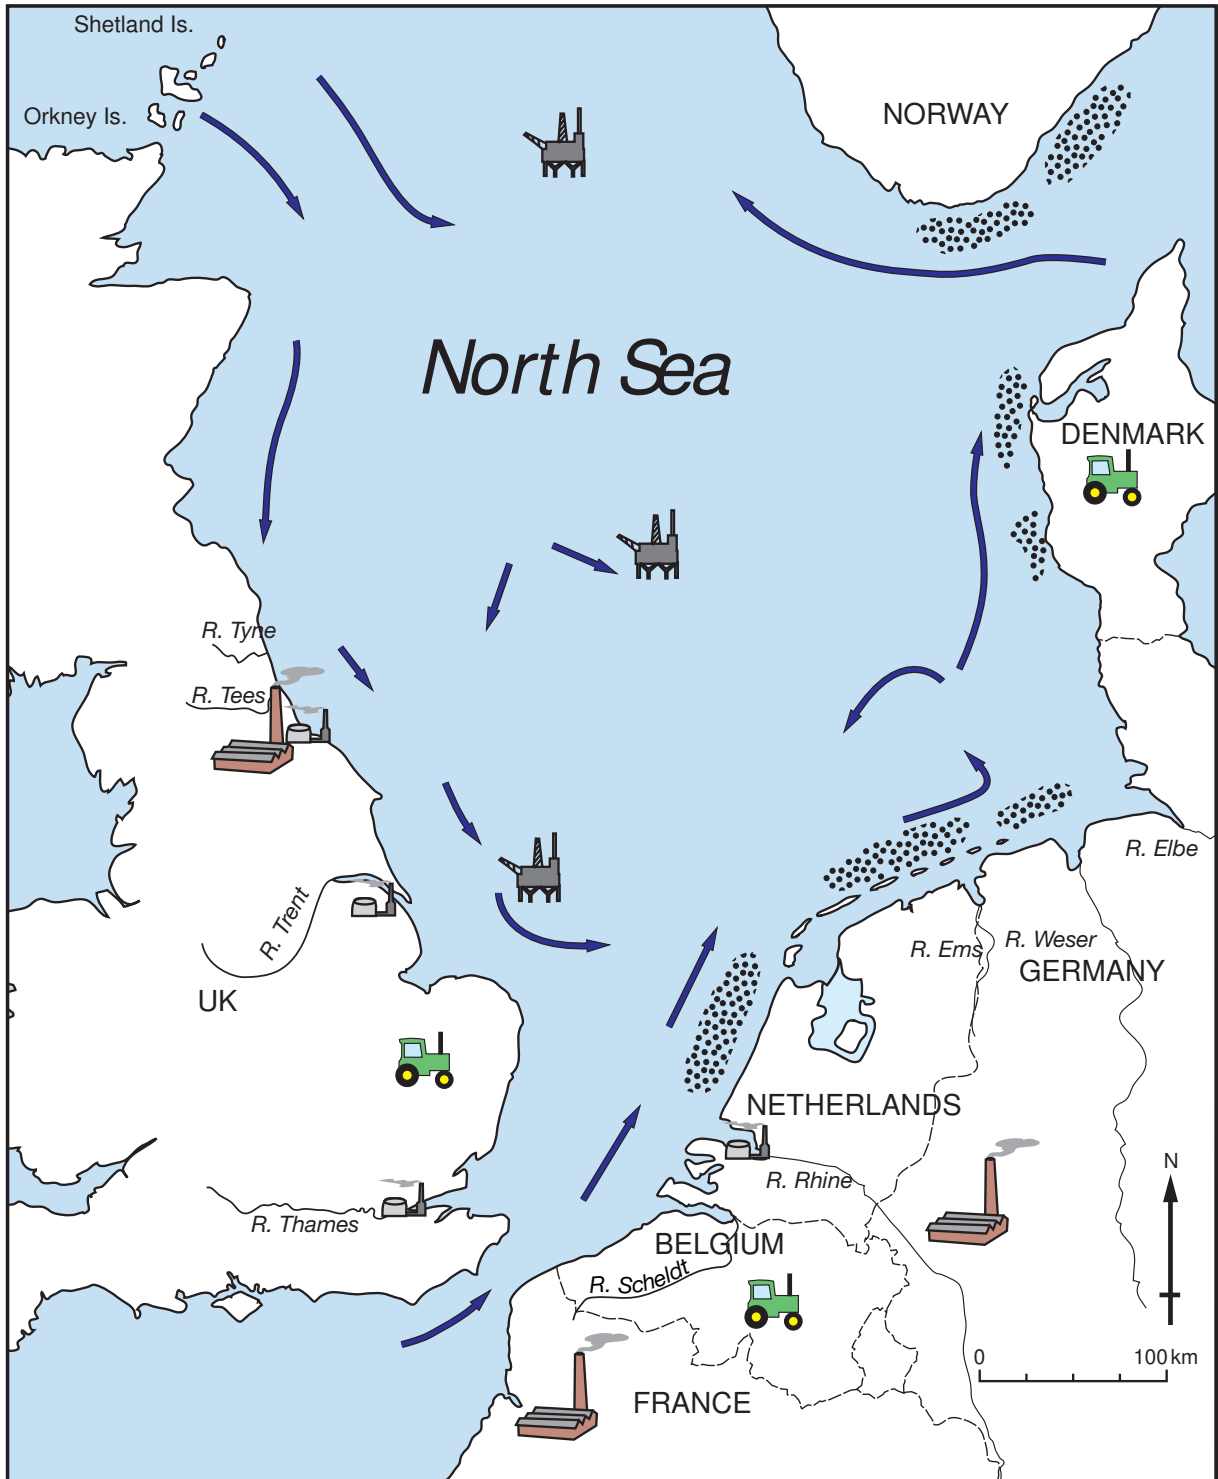 Shetland Is.
Orkney Is.
NORWAY
North Sea
DENMARK
R. Tyne
R. Tees
R. Elbe
R. Trent
R. Ems
R. Weser
GERMANY
UK
NETHERLANDS
R. Rhine
N
R. Thames
BELGIUM
R. Scheldt
0
100 km
FRANCE